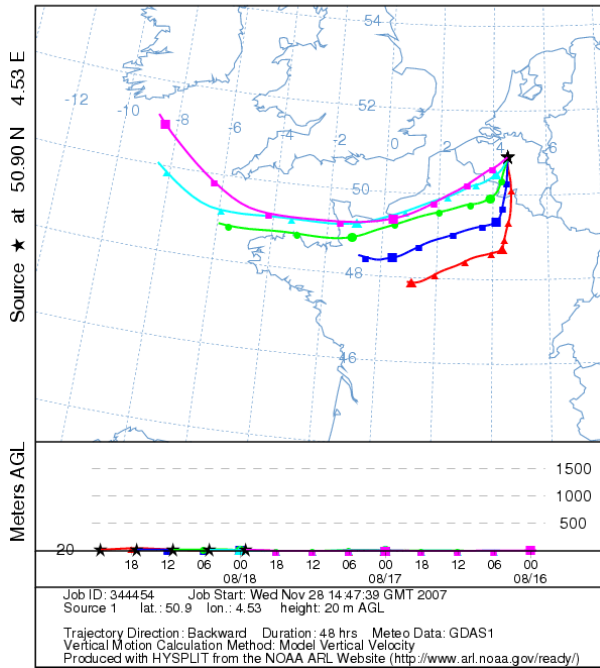 Source ★ at 50.90 N 4.53 E
54
-12
-10
-8
-6
-4
-2
0
2
4
6
52
50
48
46
Meters AGL
1500
1000
500
20
18 12 06 00 18 12 06 00 18 12 06 00
08/18 08/17 08/16
Job ID: 344454 Job Start: Wed Nov 28 14:47:39 GMT 2007
Source 1 lat.: 50.9 lon.: 4.53 height: 20 m AGL
Trajectory Direction: Backward Duration: 48 hrs Meteo Data: GDAS1
Vertical Motion Calculation Method: Model Vertical Velocity
Produced with HYSPLIT from the NOAA ARL Website (http://www.arl.noaa.gov/ready/)